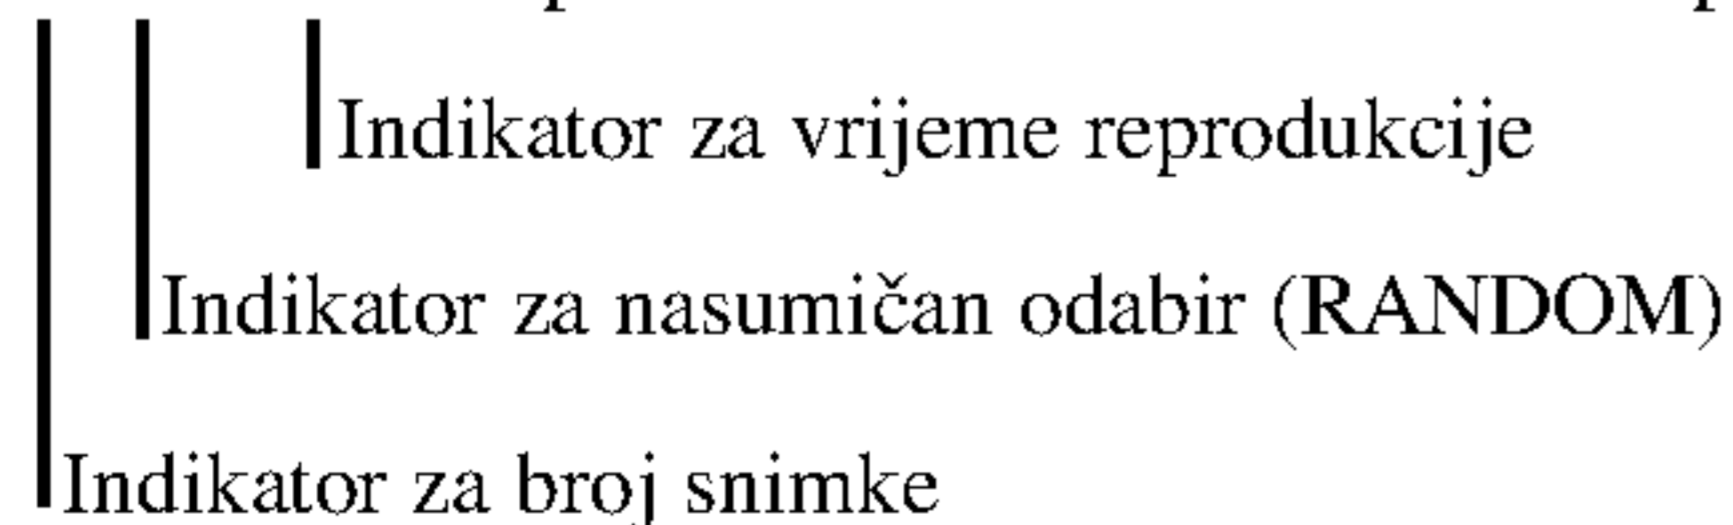 Indikator za vrijeme reprodukcije
Indikator za nasumičan odabir (RANDOM)
Indikator za broj snimke